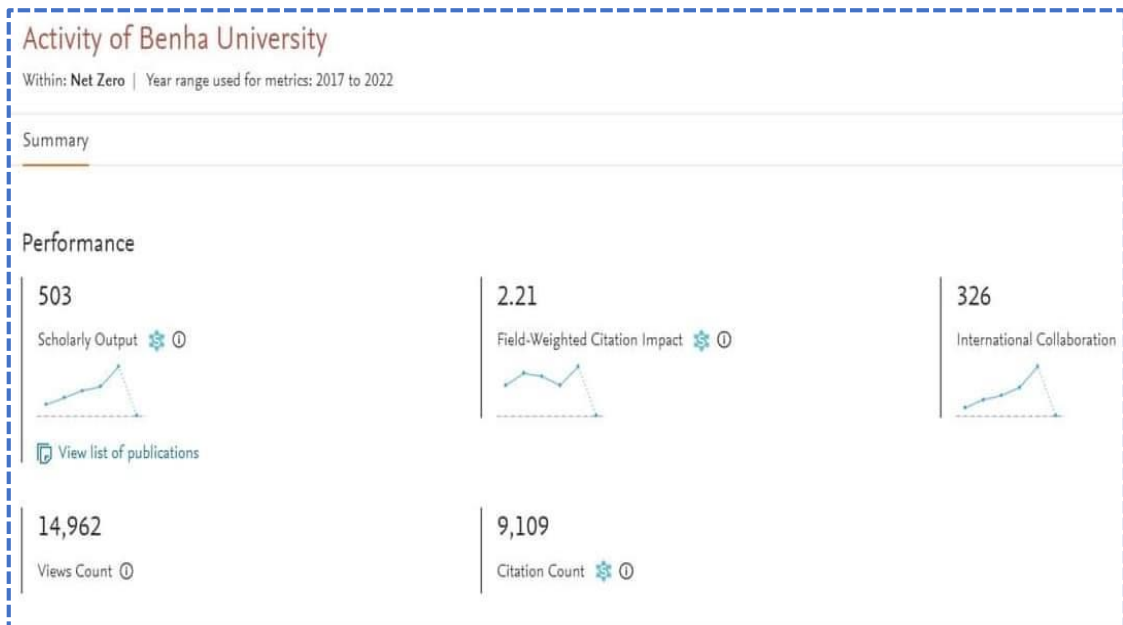 Activity of Benha University
Within: Net Zero | Year range used for metrics: 2017 to 2022
Summary
Performance
503
Scholarly Output
2.21
Field-Weighted Citation Impact
326
International Collaboration
View list of publications
14,962
Views Count
9,109
Citation Count